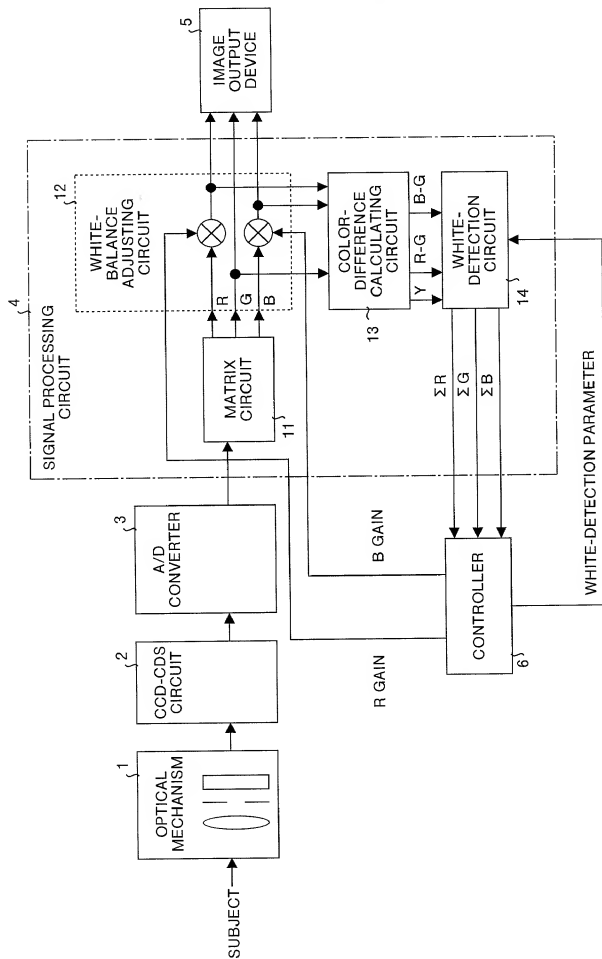 SUBJECT
1
OPTICAL
MECHANISM
2
CCD-CDS
CIRCUIT
3
A/D
CONVERTER
4
SIGNAL PROCESSING
CIRCUIT
11
MATRIX
CIRCUIT
R
G
B
12
WHITE-
BALANCE
ADJUSTING
CIRCUIT
5
IMAGE
OUTPUT
DEVICE
COLOR-
DIFFERENCE
CALCULATING
CIRCUIT
13
Y
R-G
B-G
WHITE-
DETECTION
CIRCUIT
14
ΣR
ΣG
ΣB
B GAIN
R GAIN
CONTROLLER
6
WHITE-DETECTION PARAMETER